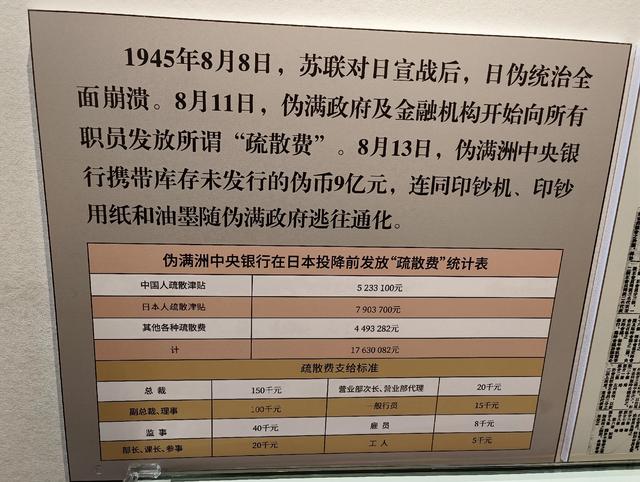 1945年8月8日，苏联对日宣战后，日伪统治全
面崩溃。8月11日，伪满政府及金融机构开始向所有
职员发放所谓“疏散费”。8月13日，伪满洲中央银
行携带库存未发行的伪币9亿元，连同印钞机、印钞
用纸和油墨随伪满政府逃往通化。
伪满洲中央银行在日本投降前发放“疏散费”统计表
中国人疏散津贴 5 233 100元
日本人疏散津贴 7 903 700元
其他各种疏散费 4 493 282元
计 17 630 082元
疏散费支给标准
总裁 150千元 营业部次长、营业部代理 20千元
副总裁、理事 100千元 一般行员 15千元
监事 40千元 雇员 8千元
部长、课长、参事 20千元 工人 5千元